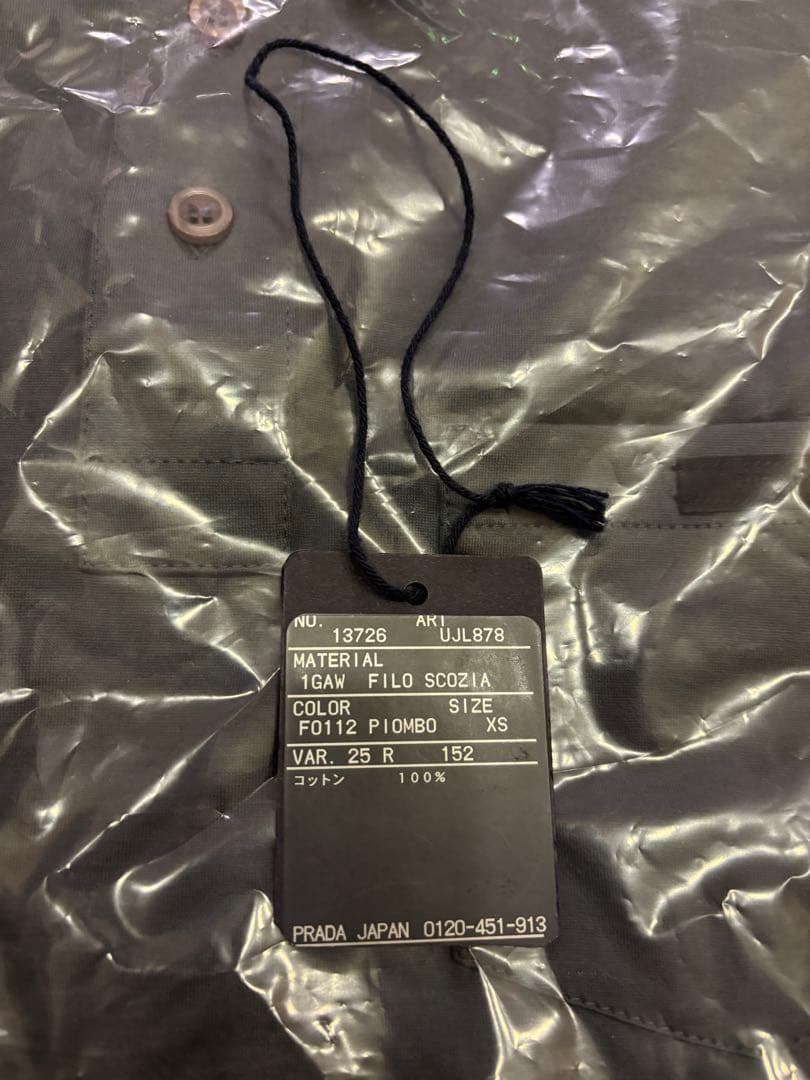 NO. ART
13726 UJL878
MATERIAL
1GAW FILO SCOZIA
COLOR SIZE
F0112 PIOMBO XS
VAR. 25 R 152
コットン 100%
PRADA JAPAN 0120-451-913